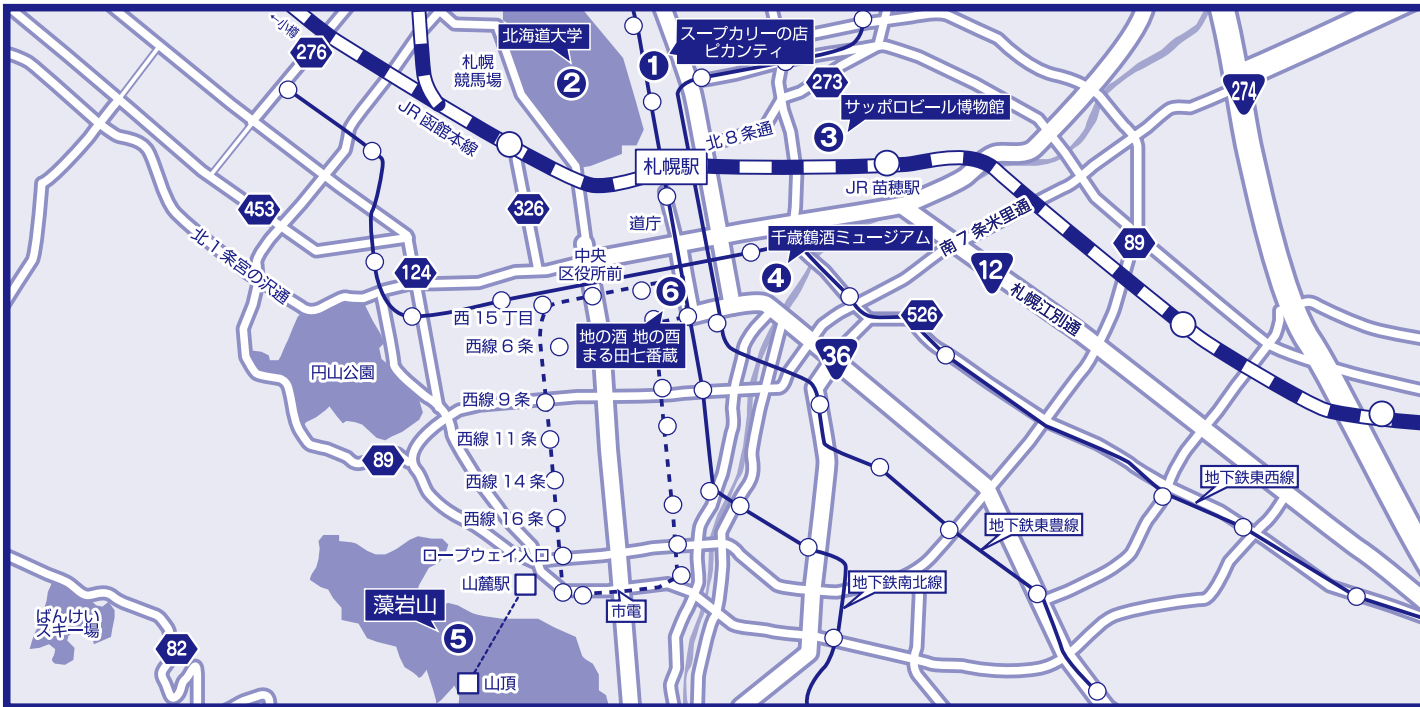 ←小樽
276
札幌
競馬場
北海道大学
2
1
スープカリーの店
ピカンティ
273
サッポロビール博物館
3
274
JR函館本線
北8条通
札幌駅
JR苗穂駅
453
326
道庁
北1条宮の沢通
124
中央
区役所前
千歳鶴酒ミュージアム
4
南7条米里通
89
12
札幌江別通
6
西15丁目
526
地の酒 地の酉
まる田七番蔵
36
西線6条
円山公園
西線9条
西線11条
89
西線14条
地下鉄東西線
西線16条
地下鉄東豊線
ロープウェイ入口
山麓駅
地下鉄南北線
藻岩山
5
市電
ばんけい
スキー場
82
山頂